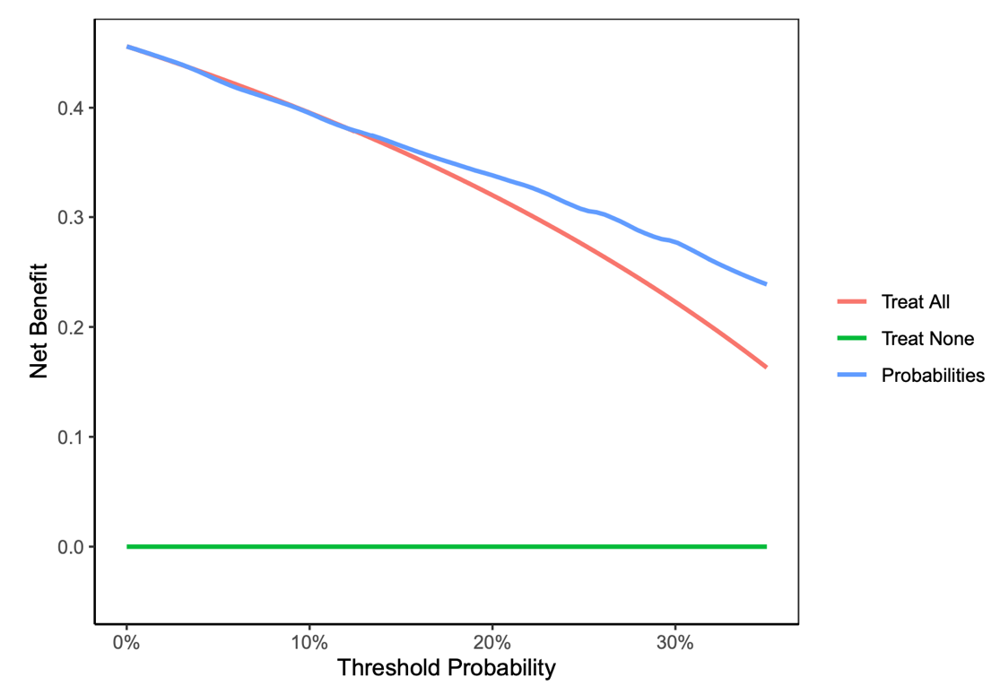 Net Benefit
0.4
0.3
0.2
0.1
0.0
0%
10%
20%
30%
Threshold Probability
Treat All
Treat None
Probabilities